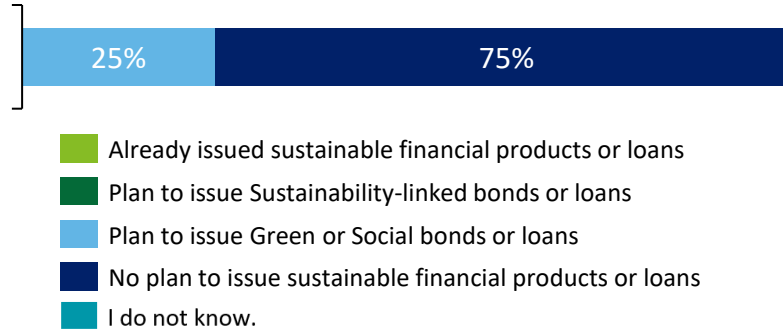 25% 75%
Already issued sustainable financial products or loans
Plan to issue Sustainability-linked bonds or loans
Plan to issue Green or Social bonds or loans
No plan to issue sustainable financial products or loans
I do not know.